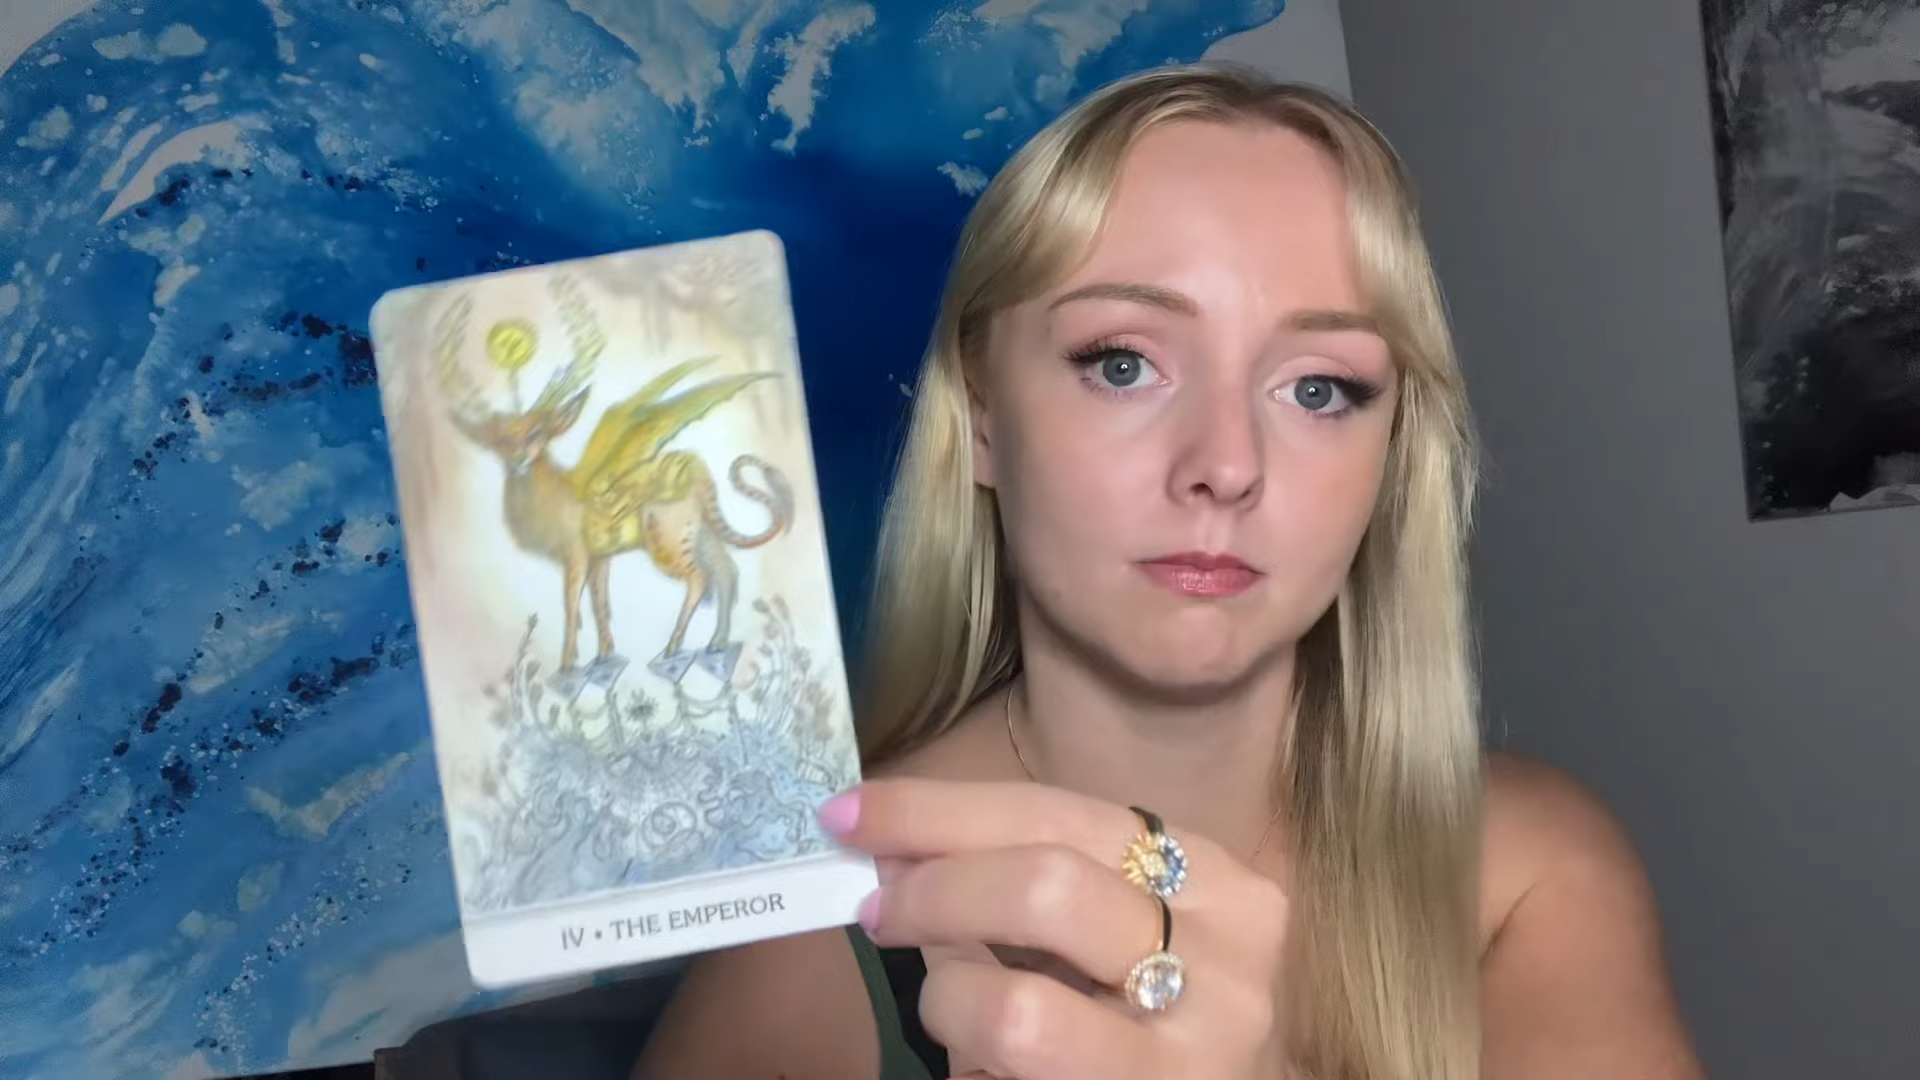 IV • THE EMPEROR